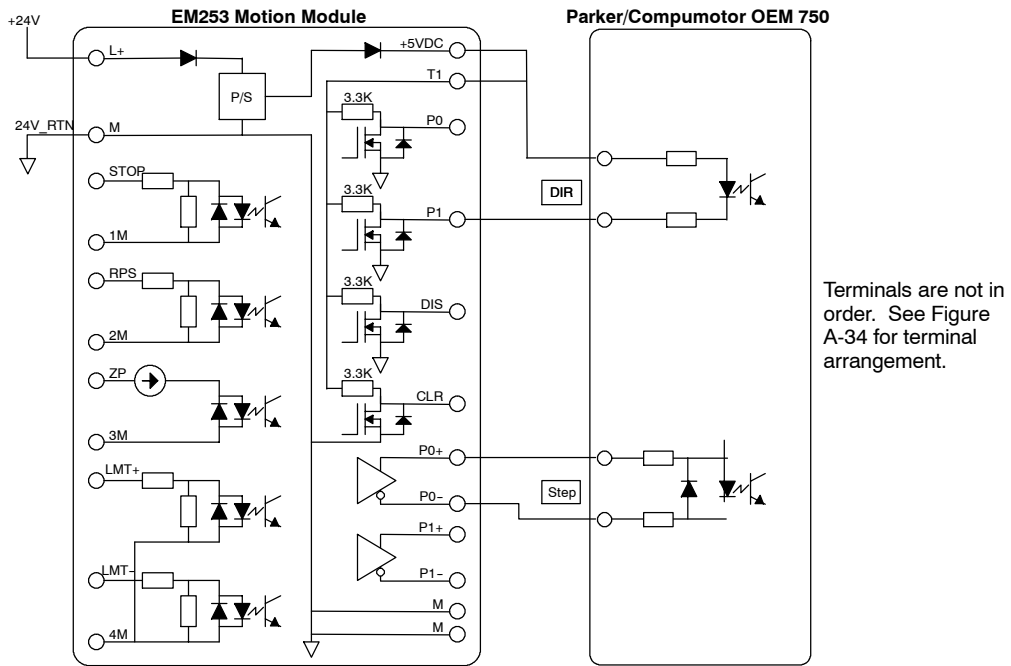 EM253 Motion Module
Parker/Compumotor OEM 750
+24V
L+
+5VDC
T1
P/S
3.3K
P0
24V_RTN
M
STOP
3.3K
DIR
P1
1M
RPS
3.3K
DIS
2M
Terminals are not in
order. See Figure
A-34 for terminal
arrangement.
ZP
3.3K
CLR
3M
P0+
LMT+
Step
P0−
P1+
LMT−
P1−
M
4M
M